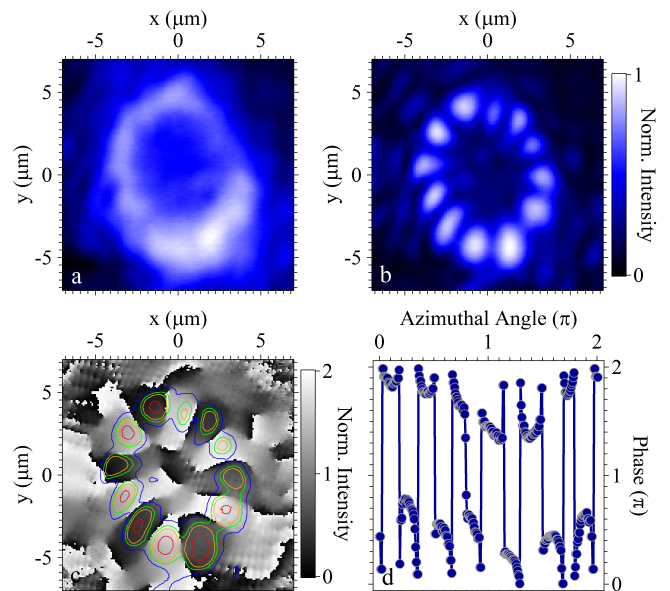 x (μm)
x (μm)
-5 0 5
-5 0 5
5
0
-5
y (μm)
a
5
0
-5
y (μm)
b
1
0
Norm. Intensity
x (μm)
Azimuthal Angle (π)
-5 0 5
0 1 2
5
0
-5
y (μm)
c
2
1
0
Norm. Intensity
2
1
0
Phase (π)
d